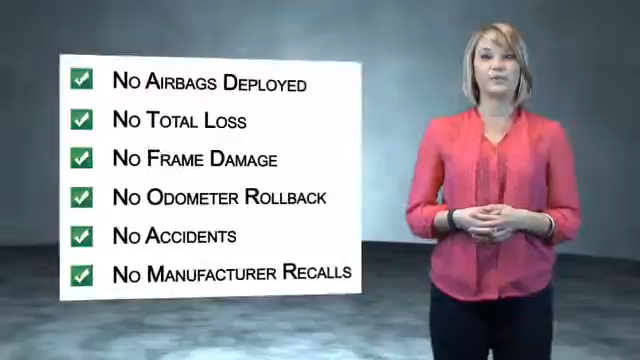 No Airbags Deployed
No Total Loss
No Frame Damage
No Odometer Rollback
No Accidents
No Manufacturer Recalls